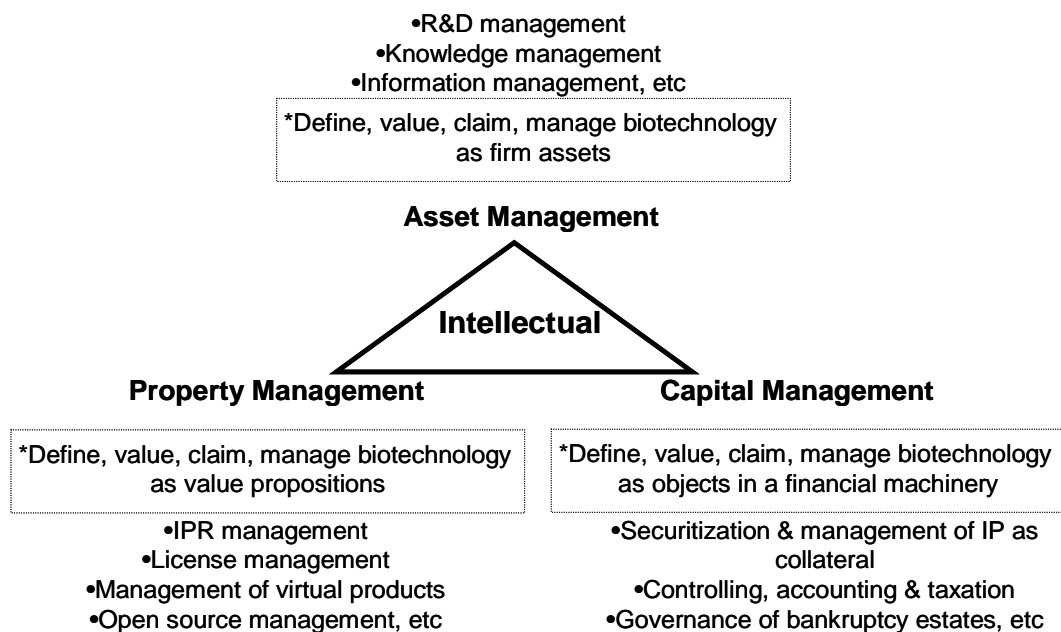 •R&D management
•Knowledge management
•Information management, etc
*Define, value, claim, manage biotechnology
as firm assets
Asset Management
Intellectual
Property Management
Capital Management
*Define, value, claim, manage biotechnology
as value propositions
*Define, value, claim, manage biotechnology
as objects in a financial machinery
•IPR management
•License management
•Management of virtual products
•Open source management, etc
•Securitization & management of IP as
collateral
•Controlling, accounting & taxation
•Governance of bankruptcy estates, etc